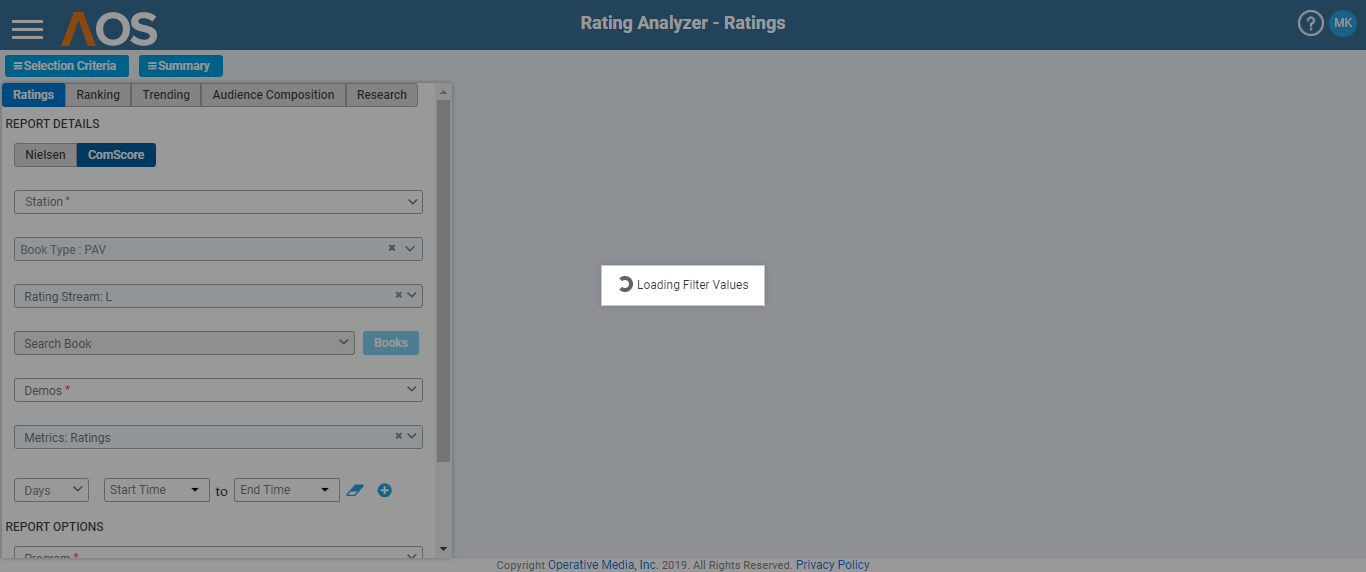 AOS
Rating Analyzer - Ratings
? MK
Selection Criteria Summary
Ratings Ranking Trending Audience Composition Research
REPORT DETAILS
Nielsen ComScore
Station *
Book Type : PAV
Rating Stream: L
Search Book Books
Loading Filter Values
Demos *
Metrics: Ratings
Days Start Time to End Time
REPORT OPTIONS
Program *
Copyright Operative Media, Inc. 2019. All Rights Reserved. Privacy Policy